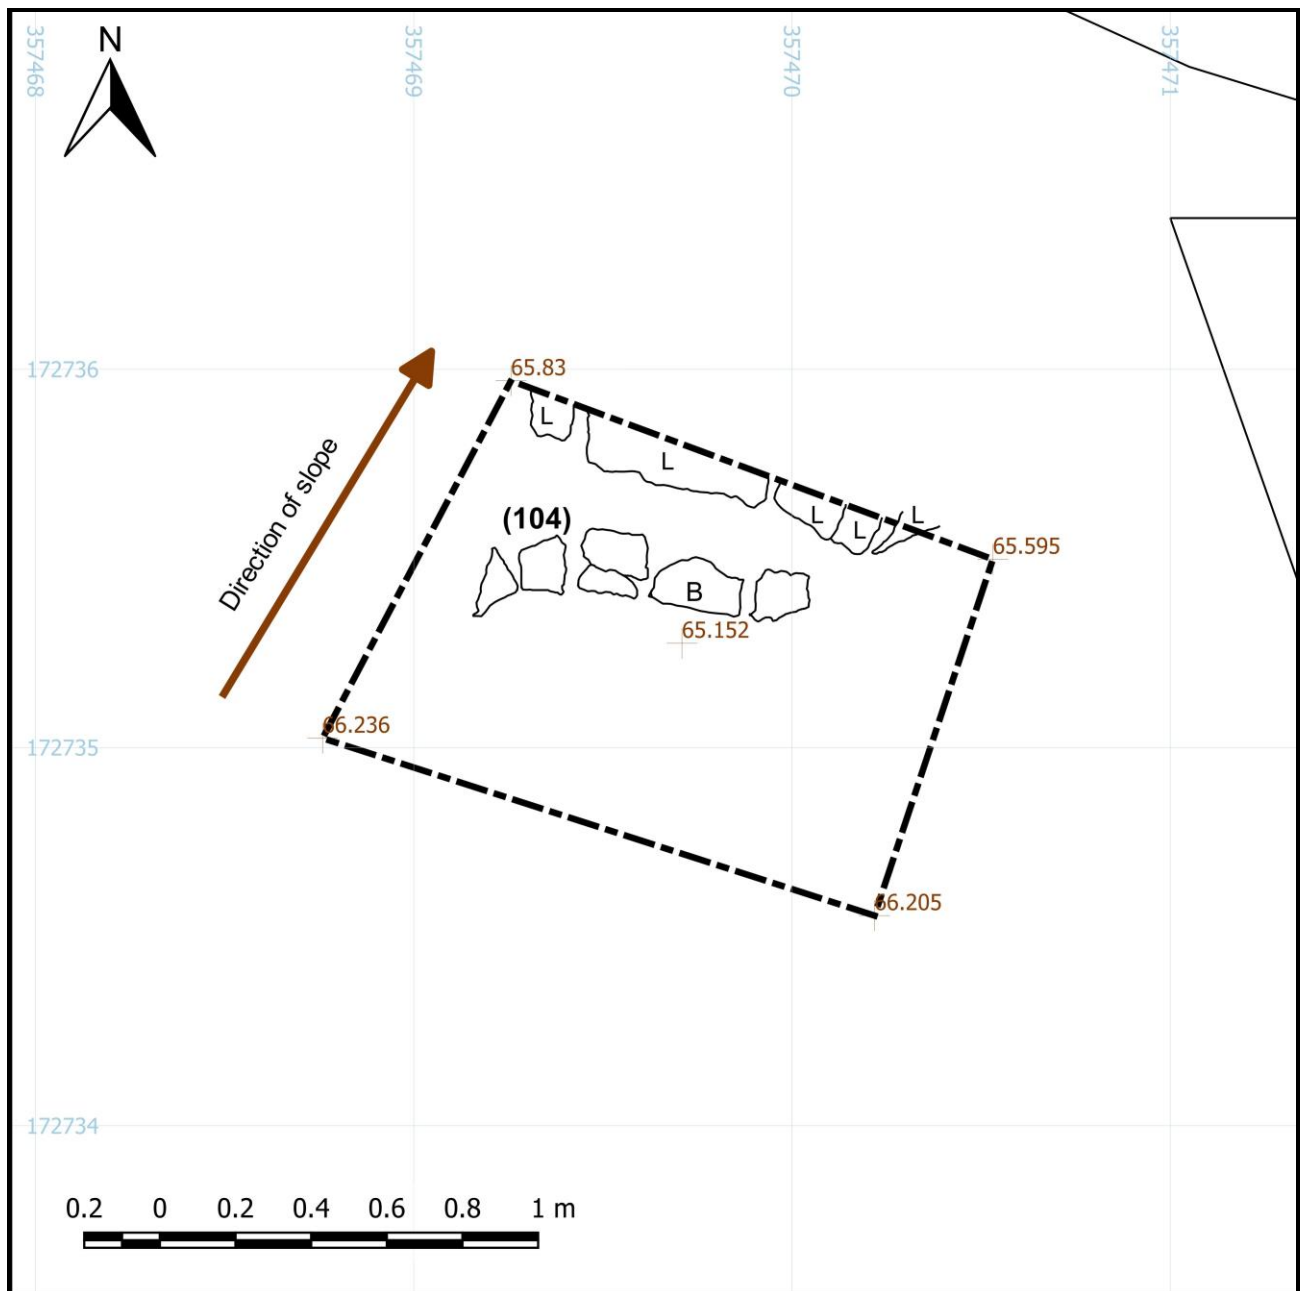 357468
357469
357470
357471
N
172736
65.83
L
L
L
L
L
Direction of slope
(104)
65.595
B
65.152
66.236
172735
66.205
172734
0.2 0 0.2 0.4 0.6 0.8 1 m